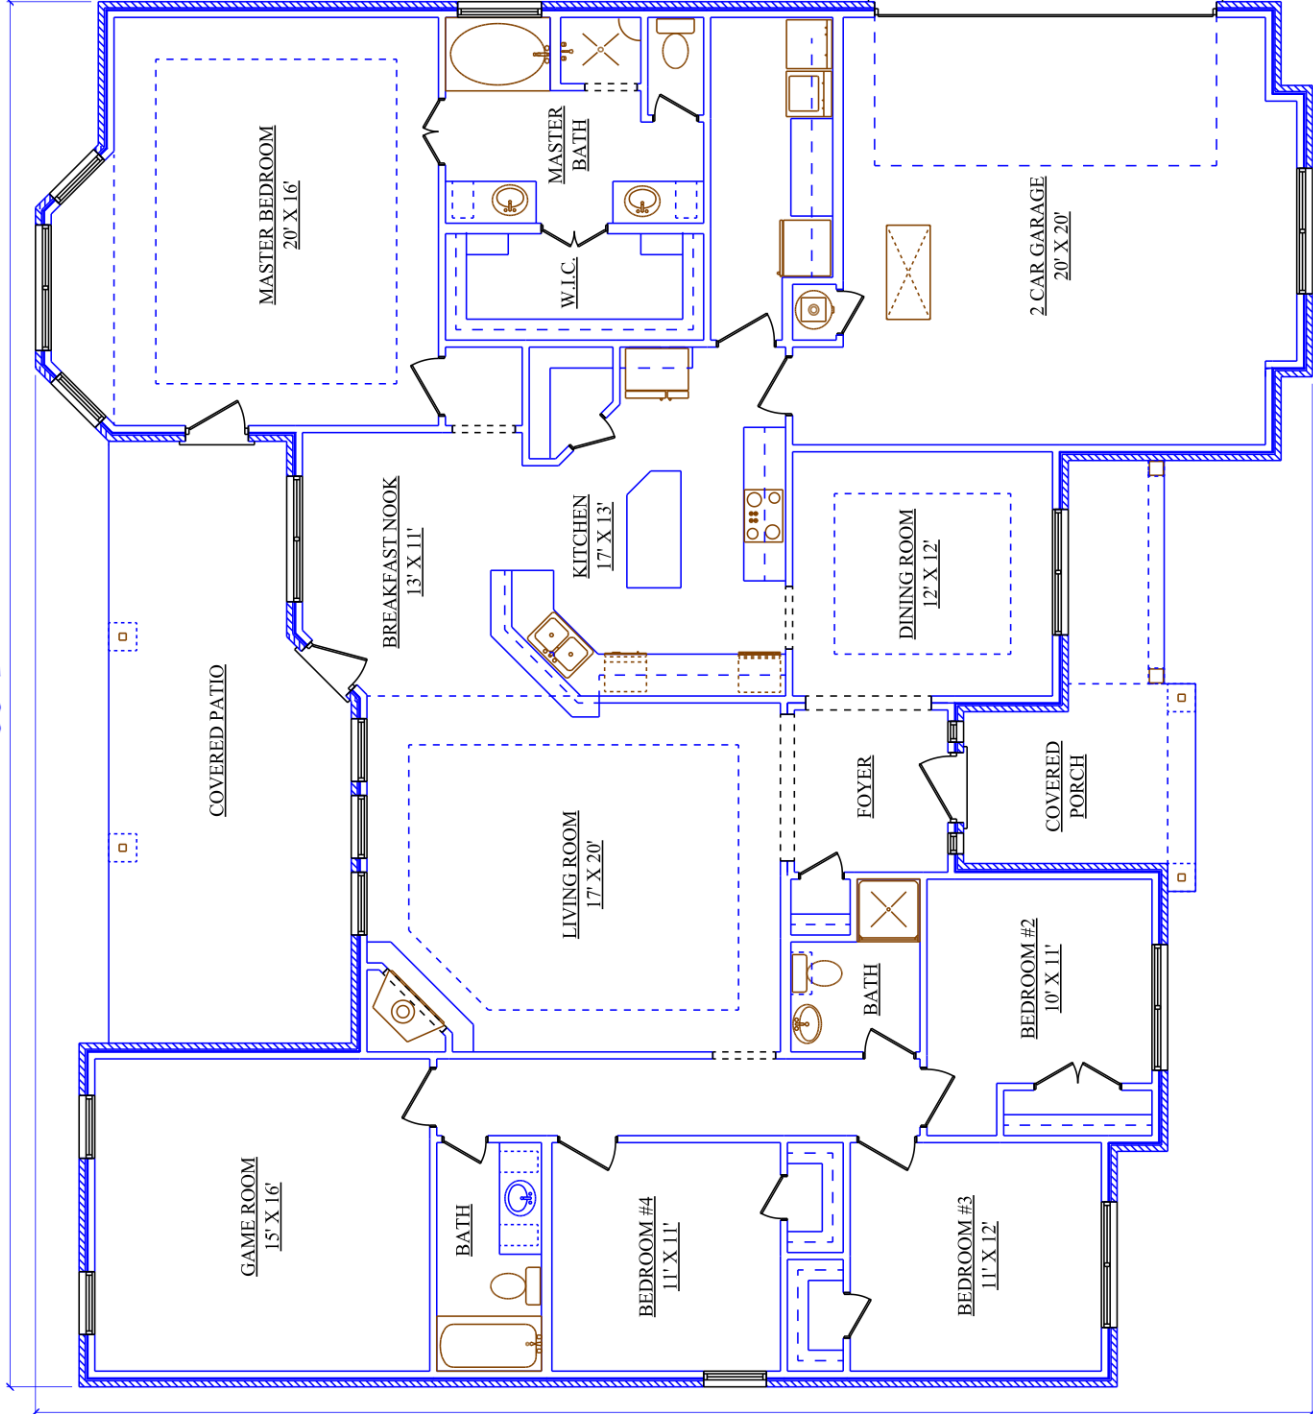 MASTER BEDROOM
20' X 16'
MASTER
BATH
W.I.C.
2 CAR GARAGE
20' X 20'
BREAKFAST NOOK
13' X 11'
KITCHEN
17' X 13'
DINING ROOM
12' X 12'
COVERED PATIO
LIVING ROOM
17' X 20'
FOYER
COVERED
PORCH
BATH
BEDROOM #2
10' X 11'
GAME ROOM
15' X 16'
BATH
BEDROOM #4
11' X 11'
BEDROOM #3
11' X 12'